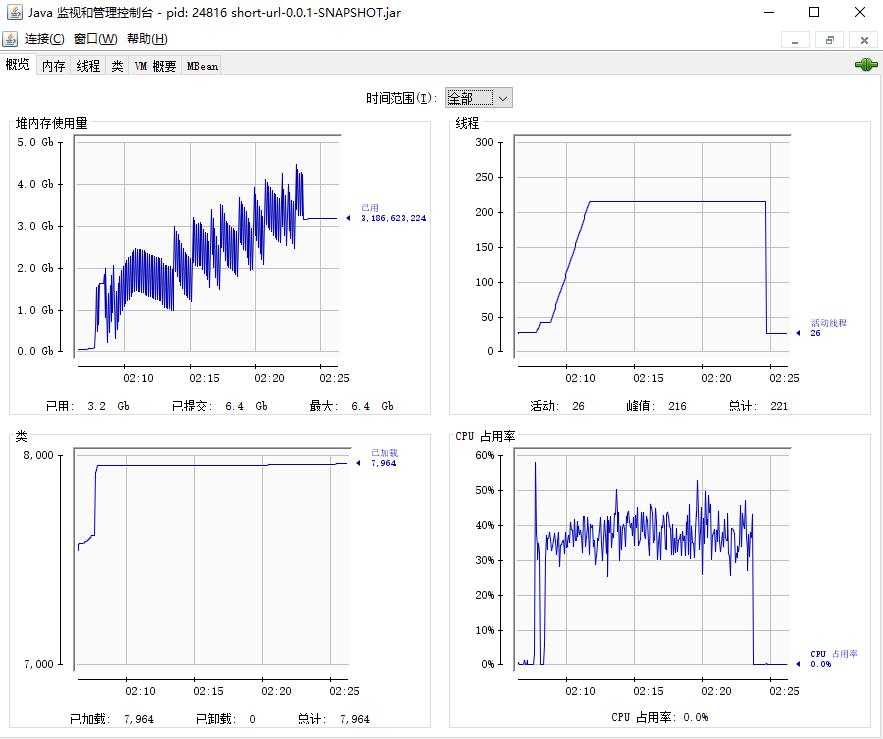 Java 监视和管理控制台 - pid: 24816 short-url-0.0.1-SNAPSHOT.jar
连接(C) 窗口(W) 帮助(H)
概览 内存 线程 类 VM 概要 MBean
时间范围(T): 全部
堆内存使用量
5.0 Gb
4.0 Gb
3.0 Gb
2.0 Gb
1.0 Gb
0.0 Gb
已用
3,186,623,224
02:10 02:15 02:20 02:25
已用: 3.2 Gb 已提交: 6.4 Gb 最大: 6.4 Gb
线程
300
250
200
150
100
50
0
活动线程
26
02:10 02:15 02:20 02:25
活动: 26 峰值: 216 总计: 221
类
8,000
7,000
已加载
7,964
02:10 02:15 02:20 02:25
已加载: 7,964 已卸载: 0 总计: 7,964
CPU 占用率
60%
50%
40%
30%
20%
10%
0%
CPU 占用率
0.0%
02:10 02:15 02:20 02:25
CPU 占用率: 0.0%